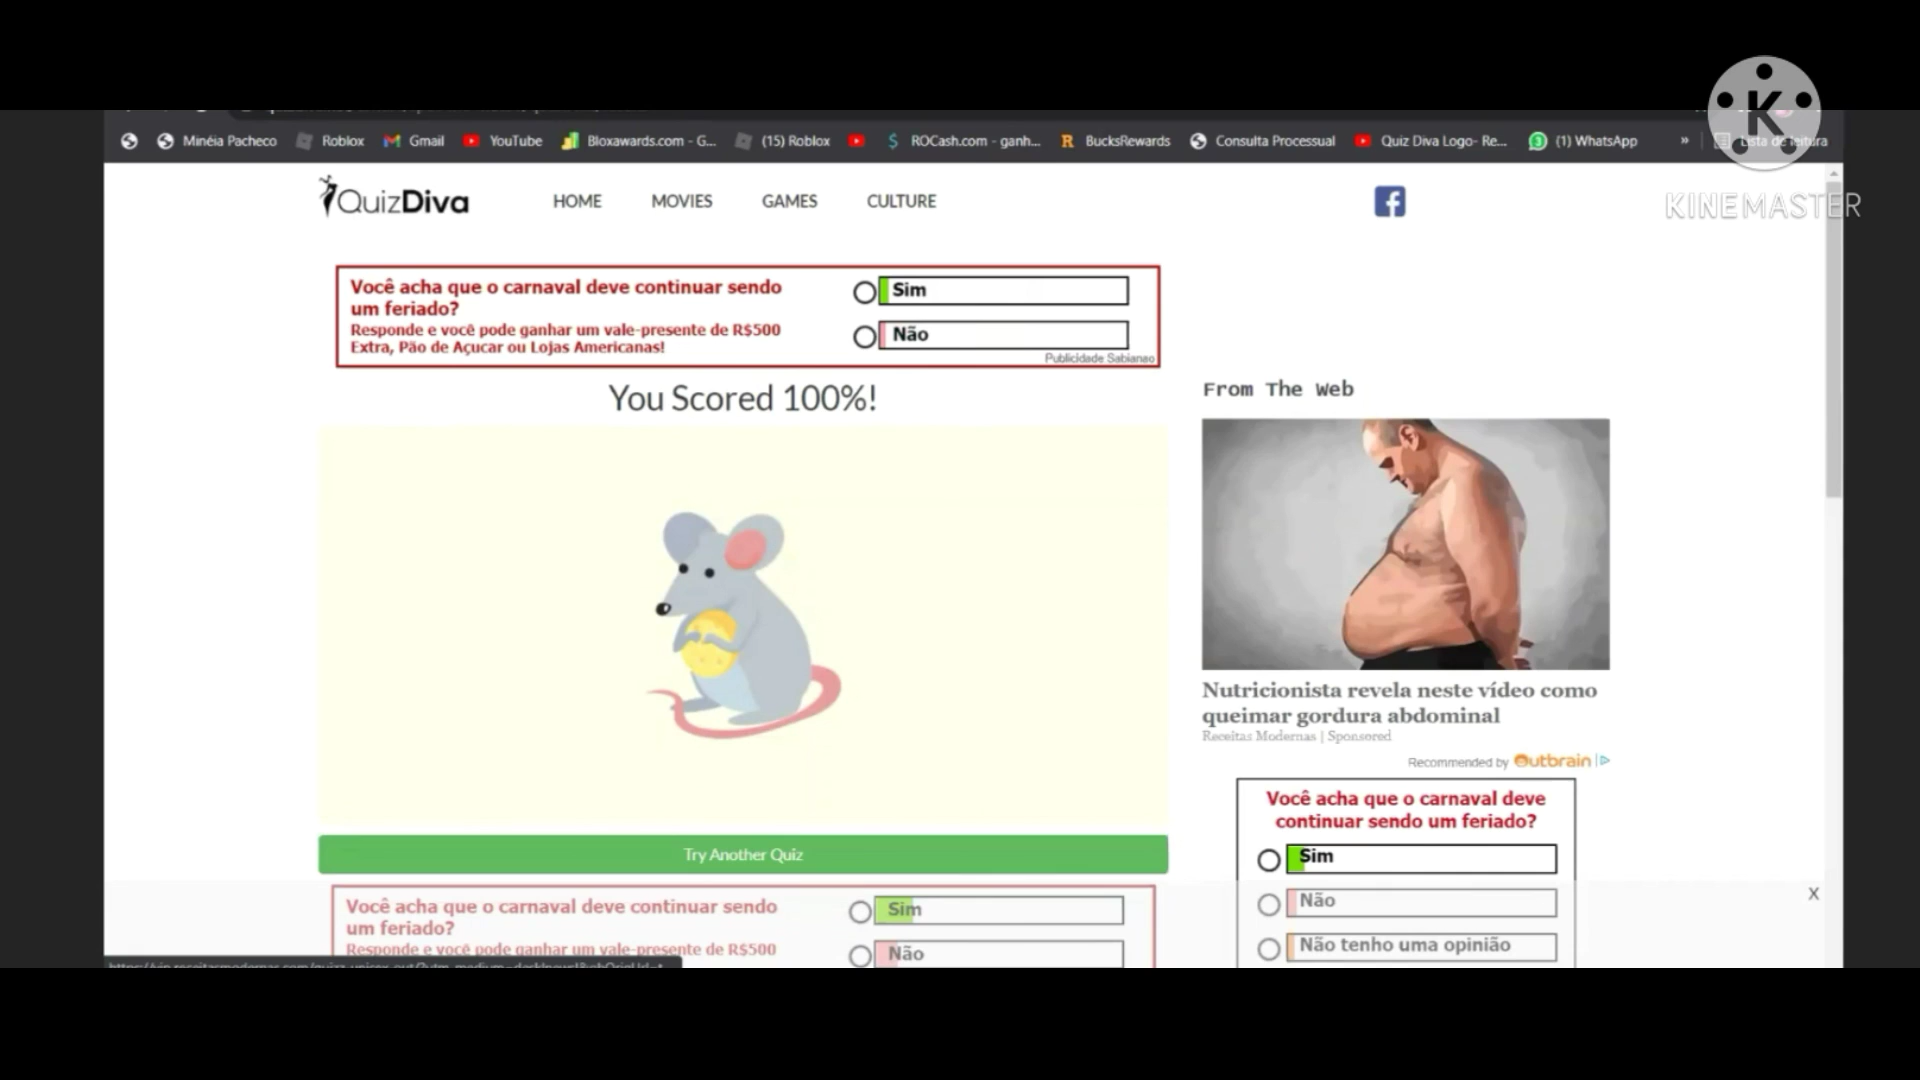 K
KINEMASTER
Minéia Pacheco Roblox Gmail YouTube Bloxawards.com - G... (15) Roblox ROCash.com - ganh... BucksRewards Consulta Processual Quiz Diva Logo- Re... (1) WhatsApp » Lista de leitura
QuizDiva HOME MOVIES GAMES CULTURE
Você acha que o carnaval deve continuar sendo
um feriado?
Responde e você pode ganhar um vale-presente de R$500
Extra, Pão de Açucar ou Lojas Americanas!
Sim
Não
Publicidade Sabianao
You Scored 100%!
Try Another Quiz
Você acha que o carnaval deve continuar sendo
um feriado?
Responde e você pode ganhar um vale-presente de R$500
Sim
Não
From The Web
Nutricionista revela neste vídeo como
queimar gordura abdominal
Receitas Modernas | Sponsored
Recommended by Outbrain
Você acha que o carnaval deve
continuar sendo um feriado?
Sim
Não
Não tenho uma opinião
X